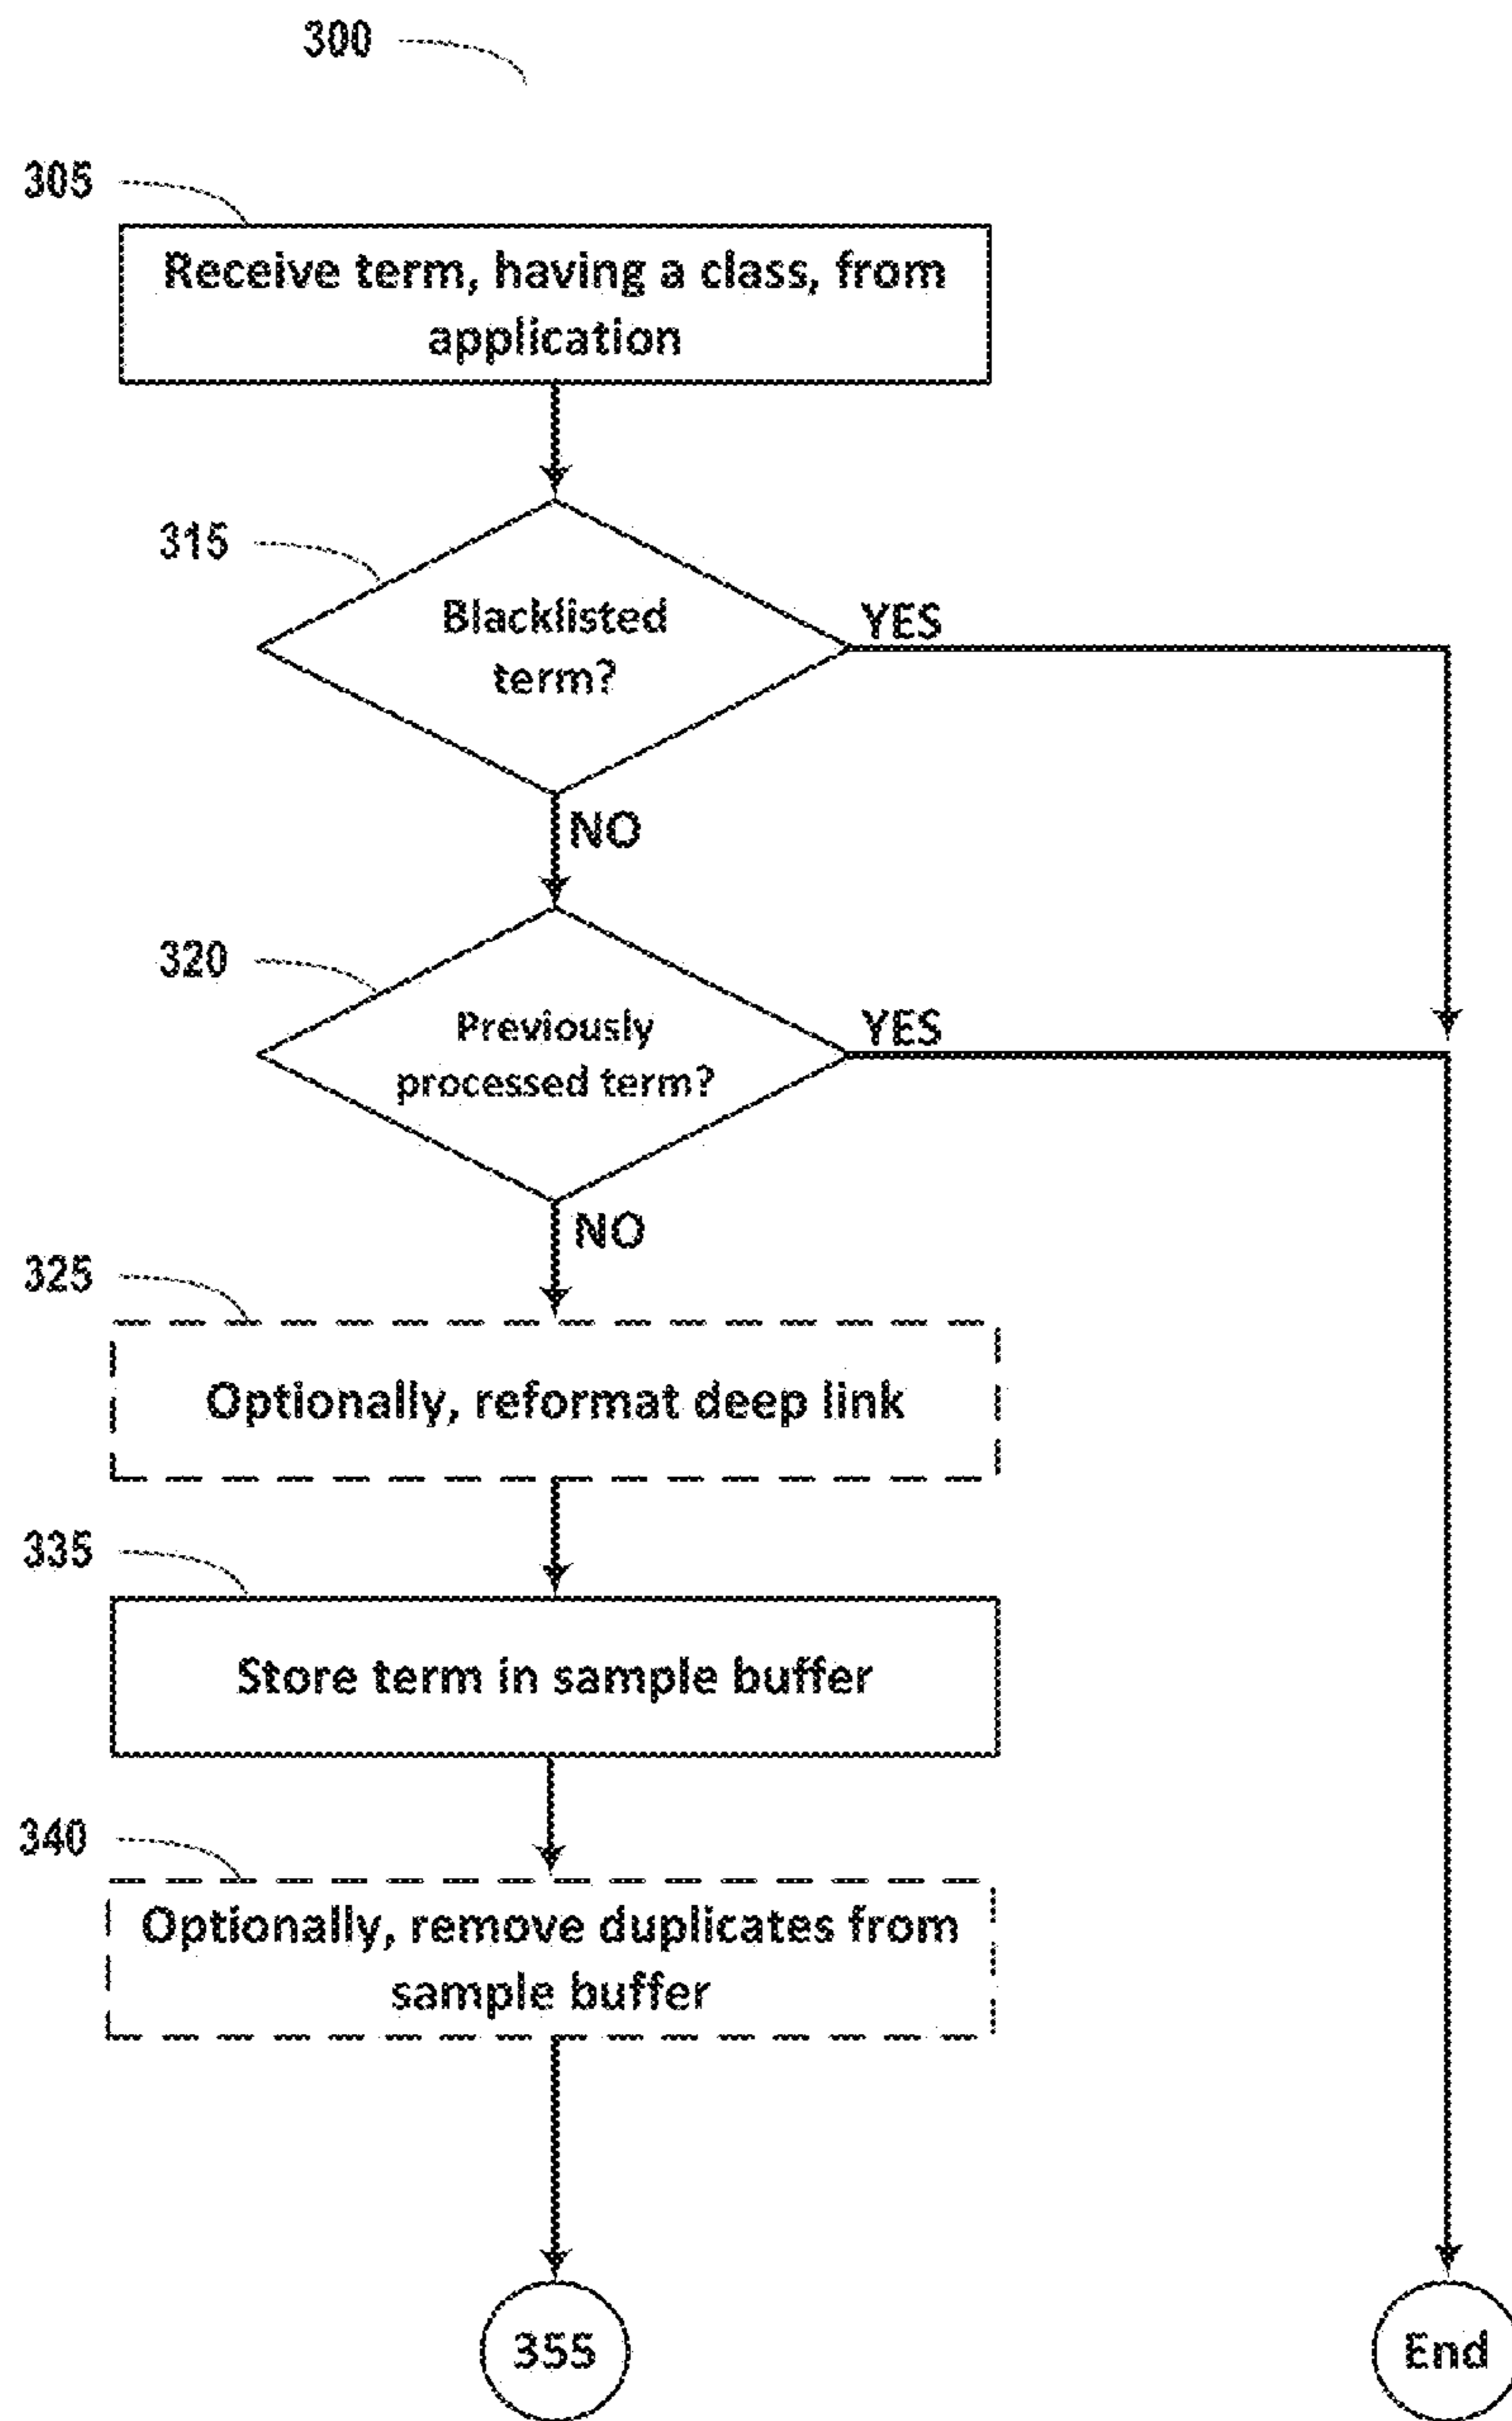 300
305
Receive term, having a class, from
application
315
Blacklisted
term?
YES
NO
320
Previously
processed term?
YES
NO
325
Optionally, reformat deep link
335
Store term in sample buffer
340
Optionally, remove duplicates from
sample buffer
355
End